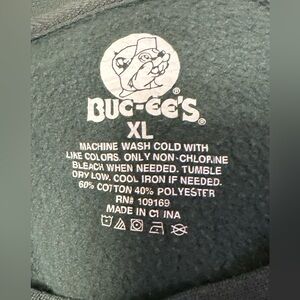 BUC-EE'S®
XL
MACHINE WASH COLD WITH
LIKE COLORS. ONLY NON-CHLORINE
BLEACH WHEN NEEDED. TUMBLE
DRY LOW. COOL IRON IF NEEDED.
60% COTTON 40% POLYESTER
RN# 109169
MADE IN CHINA